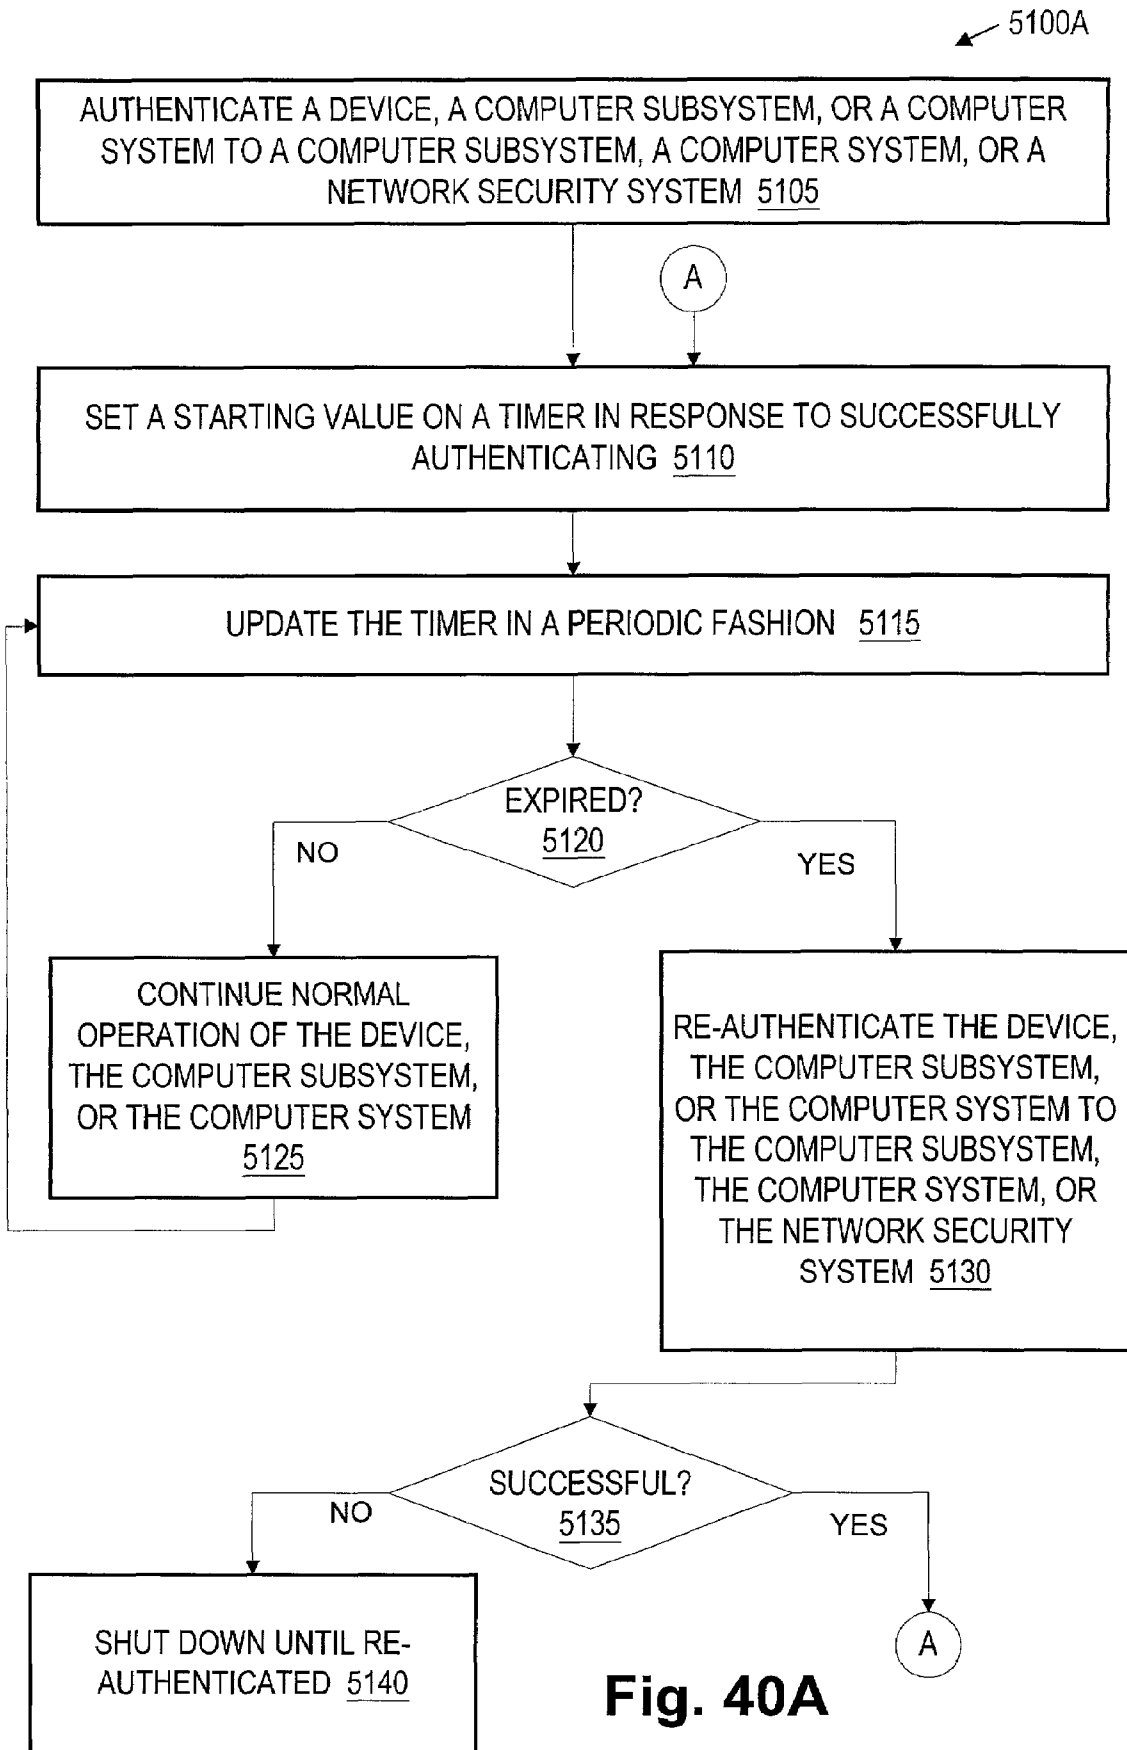 5100A
AUTHENTICATE A DEVICE, A COMPUTER SUBSYSTEM, OR A COMPUTER
SYSTEM TO A COMPUTER SUBSYSTEM, A COMPUTER SYSTEM, OR A
NETWORK SECURITY SYSTEM 5105
A
SET A STARTING VALUE ON A TIMER IN RESPONSE TO SUCCESSFULLY
AUTHENTICATING 5110
UPDATE THE TIMER IN A PERIODIC FASHION 5115
EXPIRED?
5120
NO
YES
CONTINUE NORMAL
OPERATION OF THE DEVICE,
THE COMPUTER SUBSYSTEM,
OR THE COMPUTER SYSTEM
5125
RE-AUTHENTICATE THE DEVICE,
THE COMPUTER SUBSYSTEM,
OR THE COMPUTER SYSTEM TO
THE COMPUTER SUBSYSTEM,
THE COMPUTER SYSTEM, OR
THE NETWORK SECURITY
SYSTEM 5130
SUCCESSFUL?
5135
NO
YES
SHUT DOWN UNTIL RE-
AUTHENTICATED 5140
A
Fig. 40A